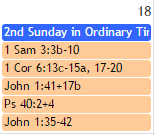 18
2nd Sunday in Ordinary
1 Sam 3:3b-10
1 Cor 6:13c-15a, 17-20
John 1:41+17b
Ps 40:2+4
John 1:35-42